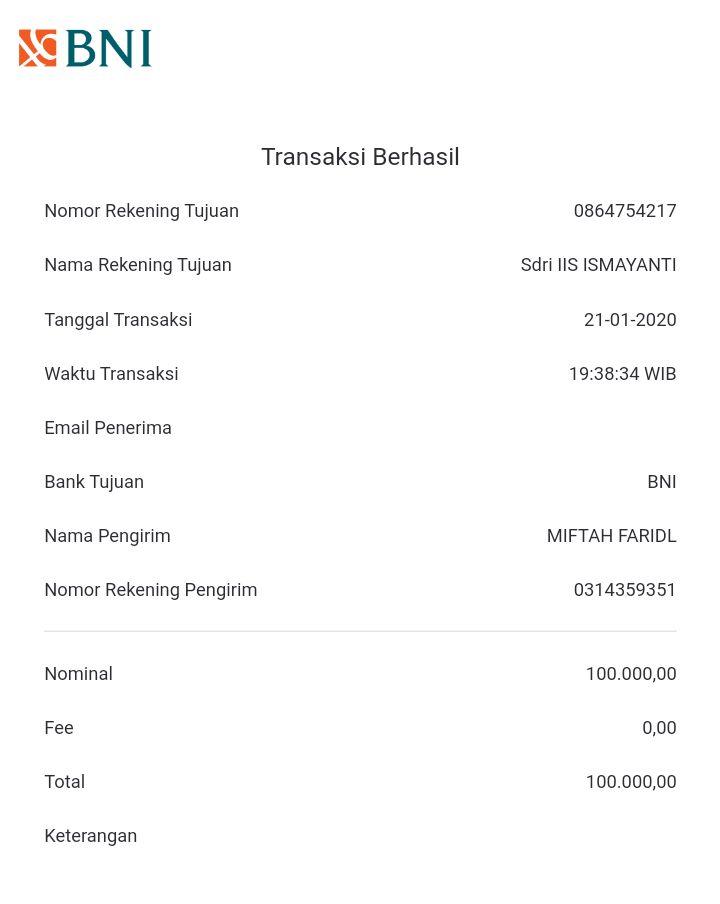 BNI
Transaksi Berhasil
Nomor Rekening Tujuan 0864754217
Nama Rekening Tujuan Sdri IIS ISMAYANTI
Tanggal Transaksi 21-01-2020
Waktu Transaksi 19:38:34 WIB
Email Penerima
Bank Tujuan BNI
Nama Pengirim MIFTAH FARIDL
Nomor Rekening Pengirim 0314359351
Nominal 100.000,00
Fee 0,00
Total 100.000,00
Keterangan